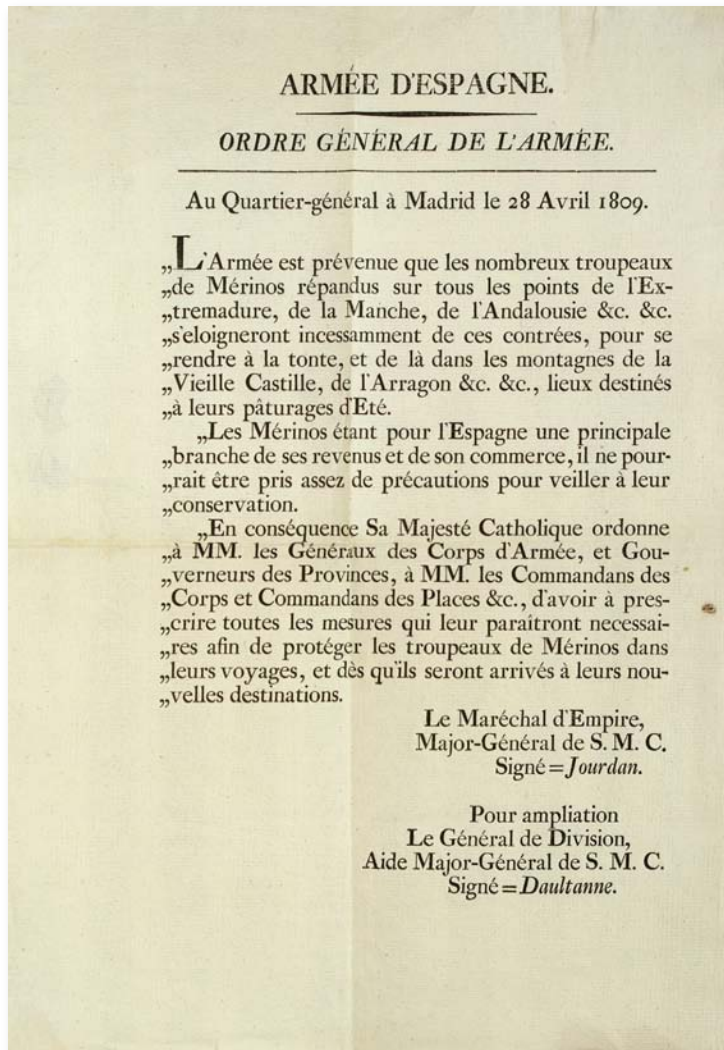 ARMÉE D'ESPAGNE.
ORDRE GÉNÉRAL DE L'ARMÉE.
Au Quartier-général à Madrid le 28 Avril 1809.
„L'Armée est prévenue que les nombreux troupeaux
„de Mérinos répandus sur tous les points de l'Ex-
„tremadure, de la Manche, de l'Andalousie &c. &c.
„s'eloigneront incessamment de ces contrées, pour se
„rendre à la tonte, et de là dans les montagnes de la
„Vieille Castille, de l'Arragon &c. &c., lieux destinés
„à leurs pâturages d'Eté.
„Les Mérinos étant pour l'Espagne une principale
„branche de ses revenus et de son commerce, il ne pour-
„rait être pris assez de précautions pour veiller à leur
„conservation.
„En conséquence Sa Majesté Catholique ordonne
„à MM. les Généraux des Corps d'Armée, et Gou-
„verneurs des Provinces, à MM. les Commandans des
„Corps et Commandans des Places &c., d'avoir à pres-
„crire toutes les mesures qui leur paraîtront necessai-
„res afin de protéger les troupeaux de Mérinos dans
„leurs voyages, et dès qu'ils seront arrivés à leurs nou-
„velles destinations.
Le Maréchal d'Empire,
Major-Général de S. M. C.
Signé=Jourdan.
Pour ampliation
Le Général de Division,
Aide Major-Général de S. M. C.
Signé=Daultanne.